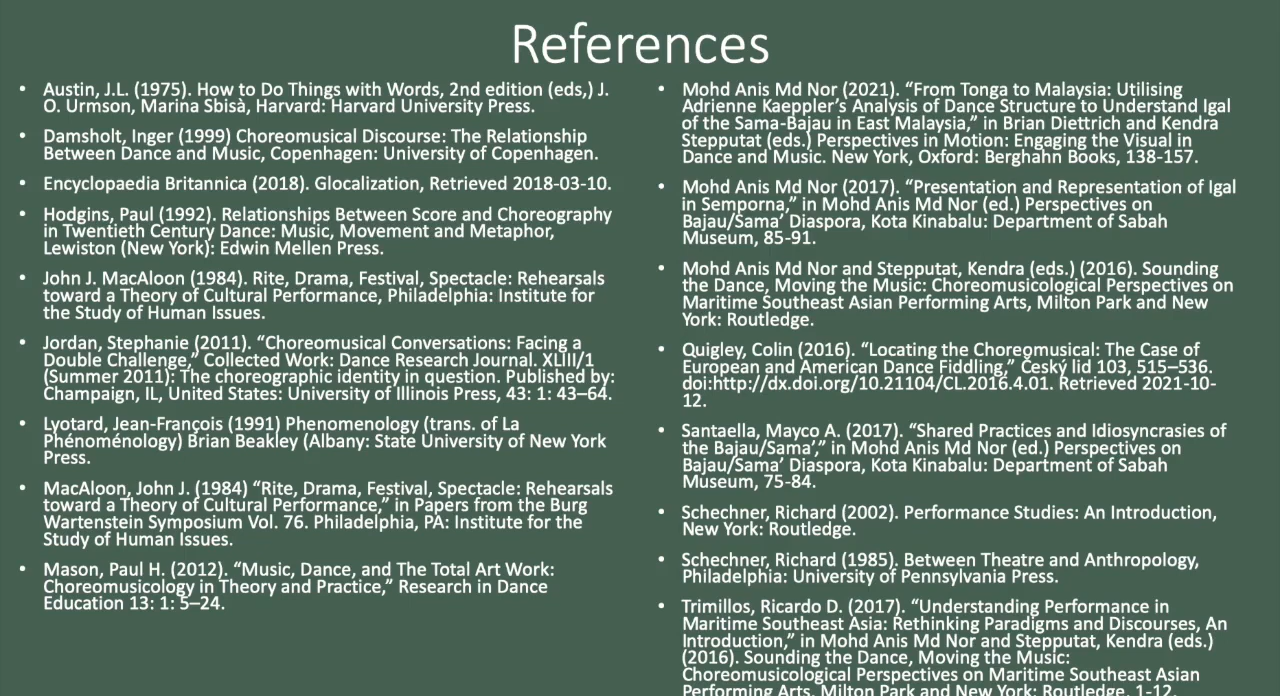 References
• Austin, J.L. (1975). How to Do Things with Words, 2nd edition (eds,) J.
O. Urmson, Marina Sbisà, Harvard: Harvard University Press.
• Damsholt, Inger (1999) Choreomusical Discourse: The Relationship
Between Dance and Music, Copenhagen: University of Copenhagen.
• Encyclopaedia Britannica (2018). Glocalization, Retrieved 2018-03-10.
• Hodgins, Paul (1992). Relationships Between Score and Choreography
in Twentieth Century Dance: Music, Movement and Metaphor,
Lewiston (New York): Edwin Mellen Press.
• John J. MacAloon (1984). Rite, Drama, Festival, Spectacle: Rehearsals
toward a Theory of Cultural Performance, Philadelphia: Institute for
the Study of Human Issues.
• Jordan, Stephanie (2011). “Choreomusical Conversations: Facing a
Double Challenge,” Collected Work: Dance Research Journal. XLIII/1
(Summer 2011): The choreographic identity in question. Published by:
Champaign, IL, United States: University of Illinois Press, 43: 1: 43–64.
• Lyotard, Jean-François (1991) Phenomenology (trans. of La
Phénoménology) Brian Beakley (Albany: State University of New York
Press.
• MacAloon, John J. (1984) “Rite, Drama, Festival, Spectacle: Rehearsals
toward a Theory of Cultural Performance,” in Papers from the Burg
Wartenstein Symposium Vol. 76. Philadelphia, PA: Institute for the
Study of Human Issues.
• Mason, Paul H. (2012). “Music, Dance, and The Total Art Work:
Choreomusicology in Theory and Practice,” Research in Dance
Education 13: 1: 5–24.
• Mohd Anis Md Nor (2021). “From Tonga to Malaysia: Utilising
Adrienne Kaeppler’s Analysis of Dance Structure to Understand Igal
of the Sama-Bajau in East Malaysia,” in Brian Diettrich and Kendra
Stepputat (eds.) Perspectives in Motion: Engaging the Visual in
Dance and Music. New York, Oxford: Berghahn Books, 138-157.
• Mohd Anis Md Nor (2017). “Presentation and Representation of Igal
in Semporna,” in Mohd Anis Md Nor (ed.) Perspectives on
Bajau/Sama’ Diaspora, Kota Kinabalu: Department of Sabah
Museum, 85-91.
• Mohd Anis Md Nor and Stepputat, Kendra (eds.) (2016). Sounding
the Dance, Moving the Music: Choreomusicological Perspectives on
Maritime Southeast Asian Performing Arts, Milton Park and New
York: Routledge.
• Quigley, Colin (2016). “Locating the Choreomusical: The Case of
European and American Dance Fiddling,” Český lid 103, 515–536.
doi:http://dx.doi.org/10.21104/CL.2016.4.01. Retrieved 2021-10-
12.
• Santaella, Mayco A. (2017). “Shared Practices and Idiosyncrasies of
the Bajau/Sama’,” in Mohd Anis Md Nor (ed.) Perspectives on
Bajau/Sama’ Diaspora, Kota Kinabalu: Department of Sabah
Museum, 75-84.
• Schechner, Richard (2002). Performance Studies: An Introduction,
New York: Routledge.
• Schechner, Richard (1985). Between Theatre and Anthropology,
Philadelphia: University of Pennsylvania Press.
• Trimillos, Ricardo D. (2017). “Understanding Performance in
Maritime Southeast Asia: Rethinking Paradigms and Discourses, An
Introduction,” in Mohd Anis Md Nor and Stepputat, Kendra (eds.)
(2016). Sounding the Dance, Moving the Music:
Choreomusicological Perspectives on Maritime Southeast Asian
Performing Arts, Milton Park and New York: Routledge, 1-12.